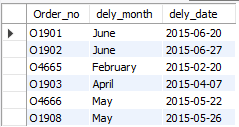 Order_no dely_month dely_date
O1901 June 2015-06-20
O1902 June 2015-06-27
O4665 February 2015-02-20
O1903 April 2015-04-07
O4666 May 2015-05-22
O1908 May 2015-05-26